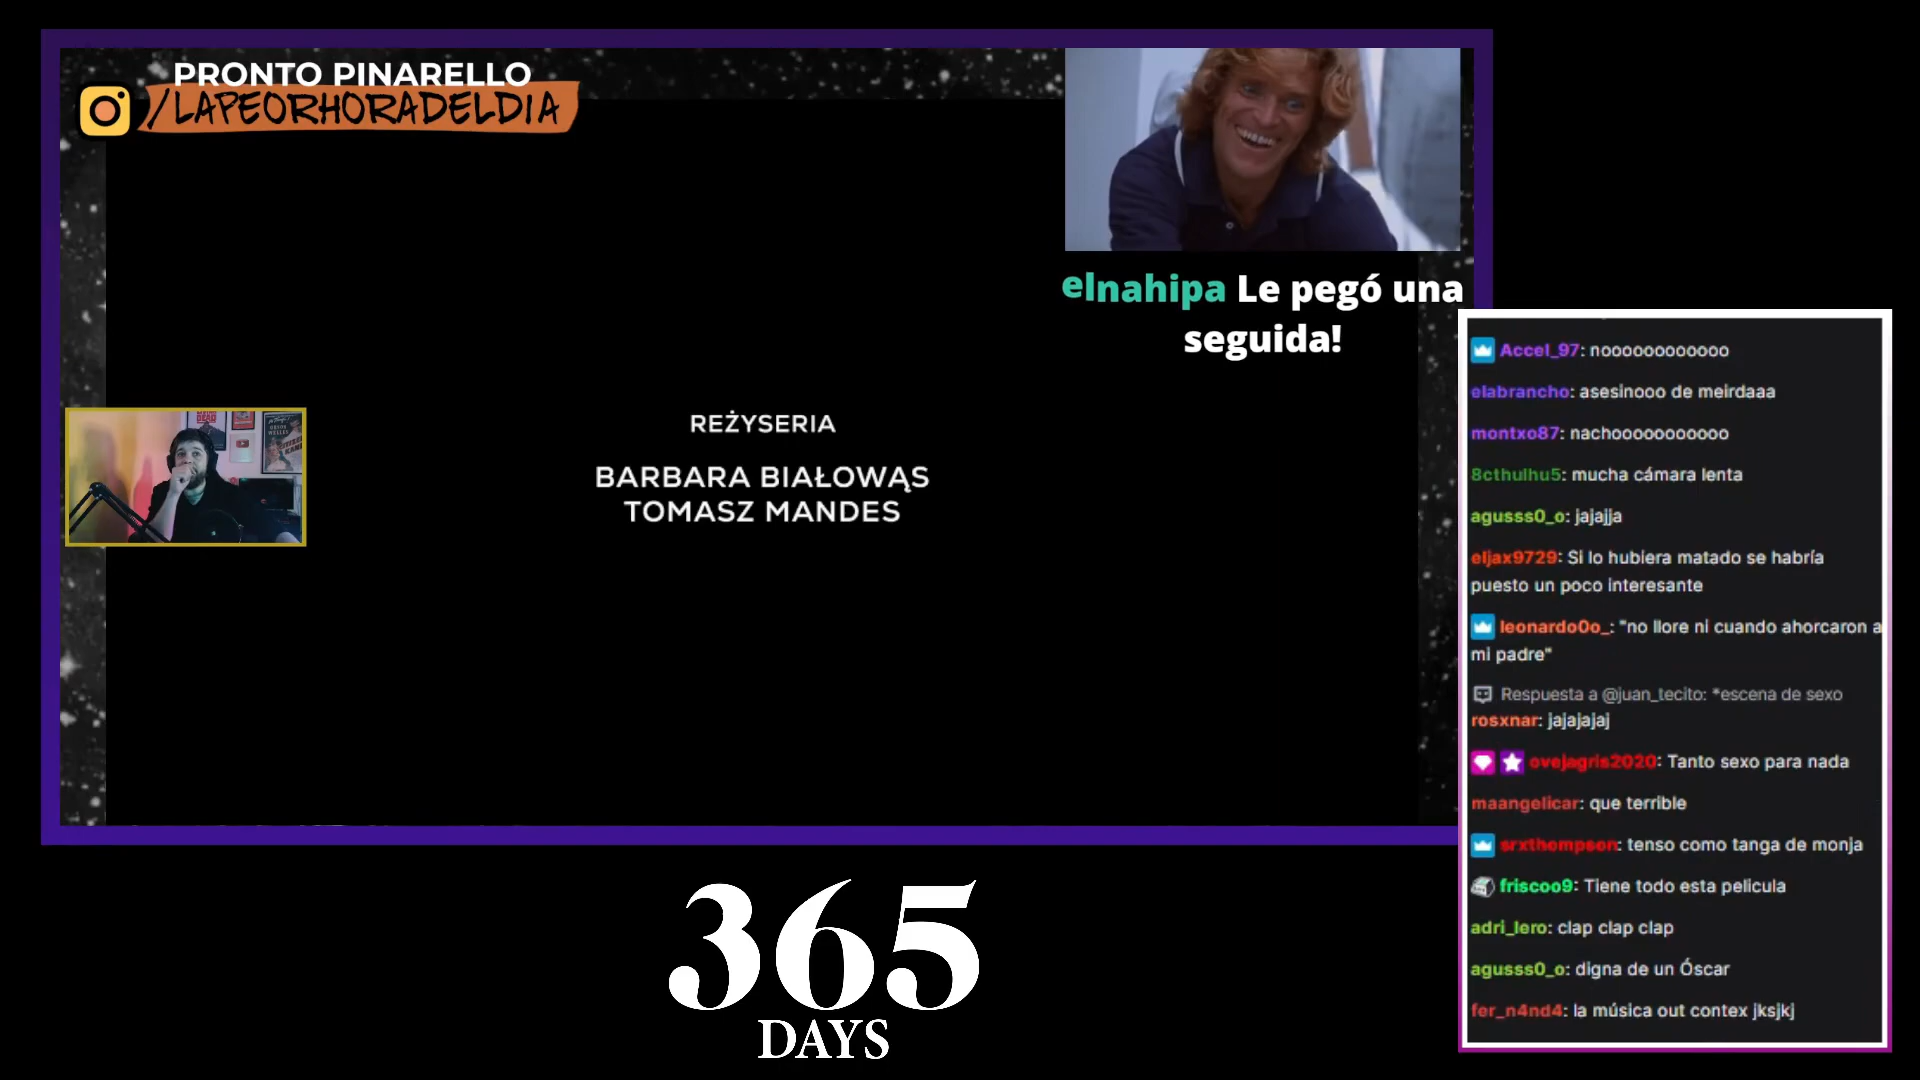 PRONTO PINARELLO
/LAPEORHORADELDIA
elnahipa Le pegó una
seguida!
REŻYSERIA
BARBARA BIAŁOWĄS
TOMASZ MANDES
Accel_97: noooooooooooo
elabrancho: asesinooo de meirdaaa
montxo87: nachooooooooooo
8cthulhu5: mucha cámara lenta
agusss0_o: jajajja
eljax9729: Si lo hubiera matado se habría
puesto un poco interesante
leonardo0o_: "no llore ni cuando ahorcaron a
mi padre"
Respuesta a @juan_tecito: *escena de sexo
rosxnar: jajajajaj
ovejagris2020: Tanto sexo para nada
maangelicar: que terrible
srxthompson: tenso como tanga de monja
friscoo9: Tiene todo esta pelicula
adri_lero: clap clap clap
agusss0_o: digna de un Óscar
fer_n4nd4: la música out contex jksjkj
365
DAYS